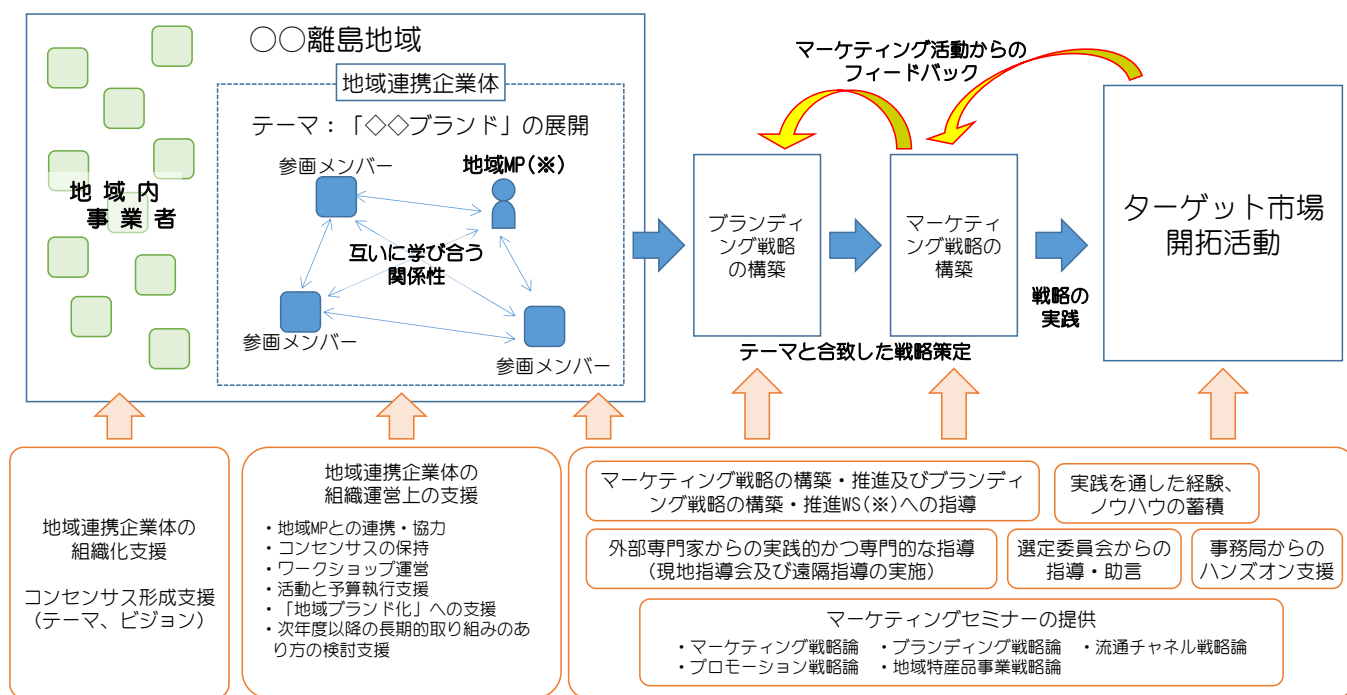 ○○離島地域
地域連携企業体
テーマ：「◇◇ブランド」の展開
参画メンバー
地域MP(※)
地域内
事業者
互いに学び合う
関係性
参画メンバー
参画メンバー
マーケティング活動からの
フィードバック
ブランディ
ング戦略
の構築
マーケティ
ング戦略の
構築
戦略の
実践
ターゲット市場
開拓活動
テーマと合致した戦略策定
地域連携企業体の
組織化支援
コンセンサス形成支援
（テーマ、ビジョン）
地域連携企業体の
組織運営上の支援
・地域MPとの連携・協力
・コンセンサスの保持
・ワークショップ運営
・活動と予算執行支援
・「地域ブランド化」への支援
・次年度以降の長期的取り組みのあ
り方の検討支援
マーケティング戦略の構築・推進及びブランディ
ング戦略の構築・推進WS(※)への指導
実践を通した経験、
ノウハウの蓄積
外部専門家からの実践的かつ専門的な指導
(現地指導会及び遠隔指導の実施)
選定委員会からの
指導・助言
事務局からの
ハンズオン支援
マーケティングセミナーの提供
・マーケティング戦略論　・ブランディング戦略論　・流通チャネル戦略論
・プロモーション戦略論　・地域特産品事業戦略論